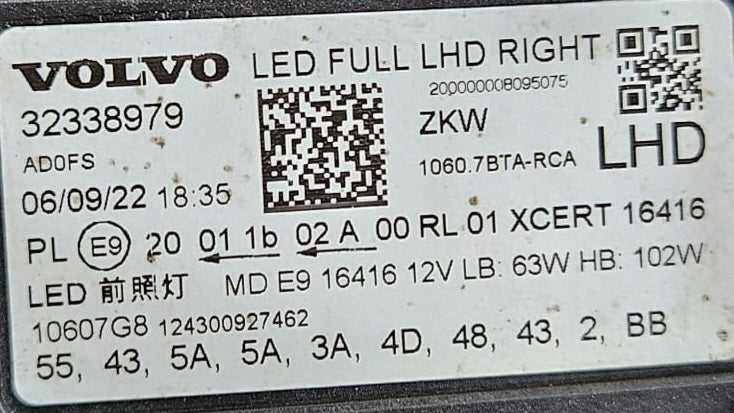 VOLVO LED FULL LHD RIGHT
200000008095075
32338979 ZKW
LHD
AD0FS 1060.7BTA-RCA
06/09/22 18:35
PL E9 20 01 1b 02 A 00 RL 01 XCERT 16416
LED 前照灯 MD E9 16416 12V LB: 63W HB: 102W
10607G8 124300927462
55, 43, 5A, 5A, 3A, 4D, 48, 43, 2, BB